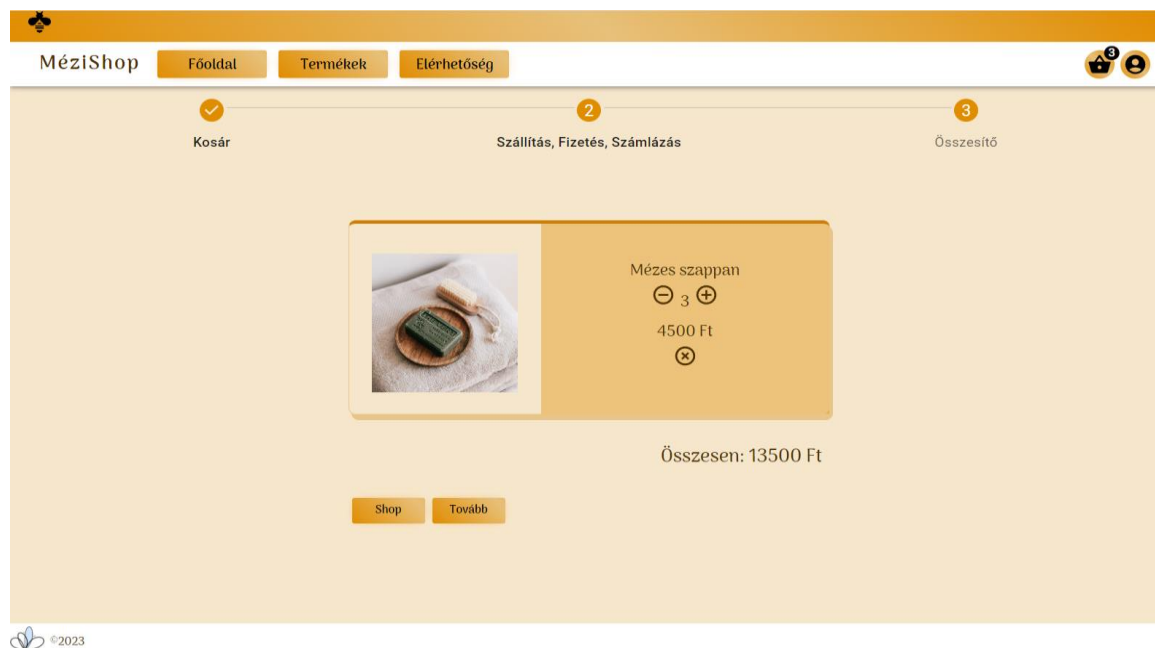 MéziShop Főoldal Termékek Elérhetőség 3
2 3
Kosár Szállítás, Fizetés, Számlázás Összesítő
Mézes szappan
3
4500 Ft
Összesen: 13500 Ft
Shop Tovább
©2023